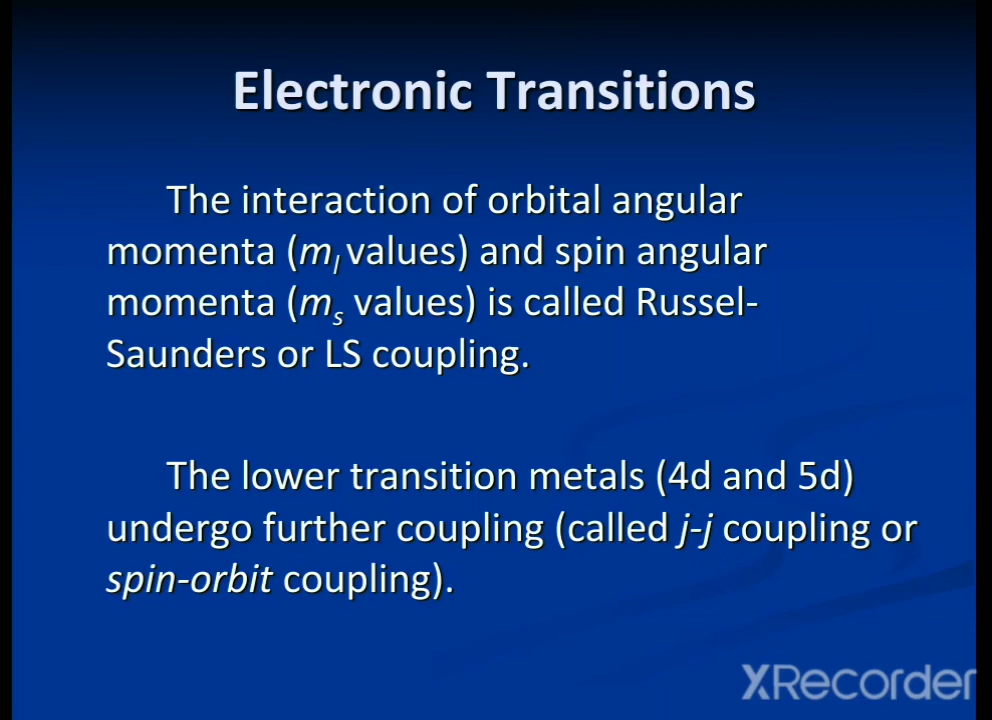 Electronic Transitions
The interaction of orbital angular
momenta (ml values) and spin angular
momenta (ms values) is called Russel-
Saunders or LS coupling.
The lower transition metals (4d and 5d)
undergo further coupling (called j-j coupling or
spin-orbit coupling).
XRecorder